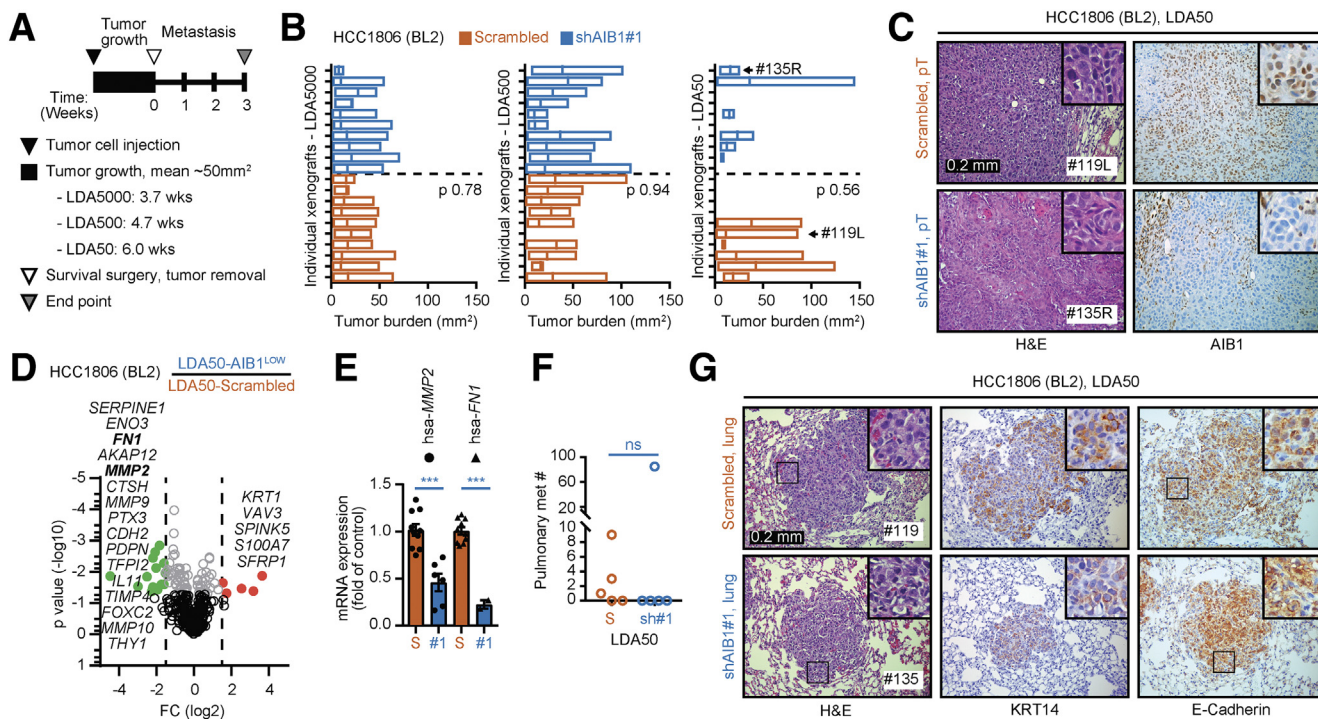 A
Tumor
growth
Metastasis
Time:
(Weeks)
0
1
2
3
Tumor cell injection
Tumor growth, mean ~50mm²
- LDA5000: 3.7 wks
- LDA500: 4.7 wks
- LDA50: 6.0 wks
Survival surgery, tumor removal
End point
B
HCC1806 (BL2)
Scrambled
shAIB1#1
Individual xenografts - LDA5000
p 0.78
0
50
100
150
Tumor burden (mm²)
Individual xenografts - LDA500
p 0.94
0
50
100
150
Tumor burden (mm²)
Individual xenografts - LDA50
#135R
p 0.56
#119L
0
50
100
150
Tumor burden (mm²)
C
HCC1806 (BL2), LDA50
Scrambled, pT
0.2 mm
#119L
shAIB1#1, pT
#135R
H&E
AIB1
D
HCC1806 (BL2)
LDA50-AIB1LOW
LDA50-Scrambled
SERPINE1
ENO3
FN1
AKAP12
MMP2
CTSH
MMP9
PTX3
CDH2
PDPN
TFPI2
IL11
TIMP4
FOXC2
MMP10
THY1
KRT1
VAV3
SPINK5
S100A7
SFRP1
p value (-log10)
-5
-4
-3
-2
-1
0
1
-4
-2
0
2
4
FC (log2)
E
hsa-MMP2
hsa-FN1
***
***
mRNA expression
(fold of control)
1.5
1.0
0.5
0.0
S
#1
S
#1
F
ns
Pulmonary met #
100
80
60
40
20
10
8
6
4
2
0
S
sh#1
LDA50
G
HCC1806 (BL2), LDA50
Scrambled, lung
0.2 mm
#119
shAIB1#1, lung
#135
H&E
KRT14
E-Cadherin